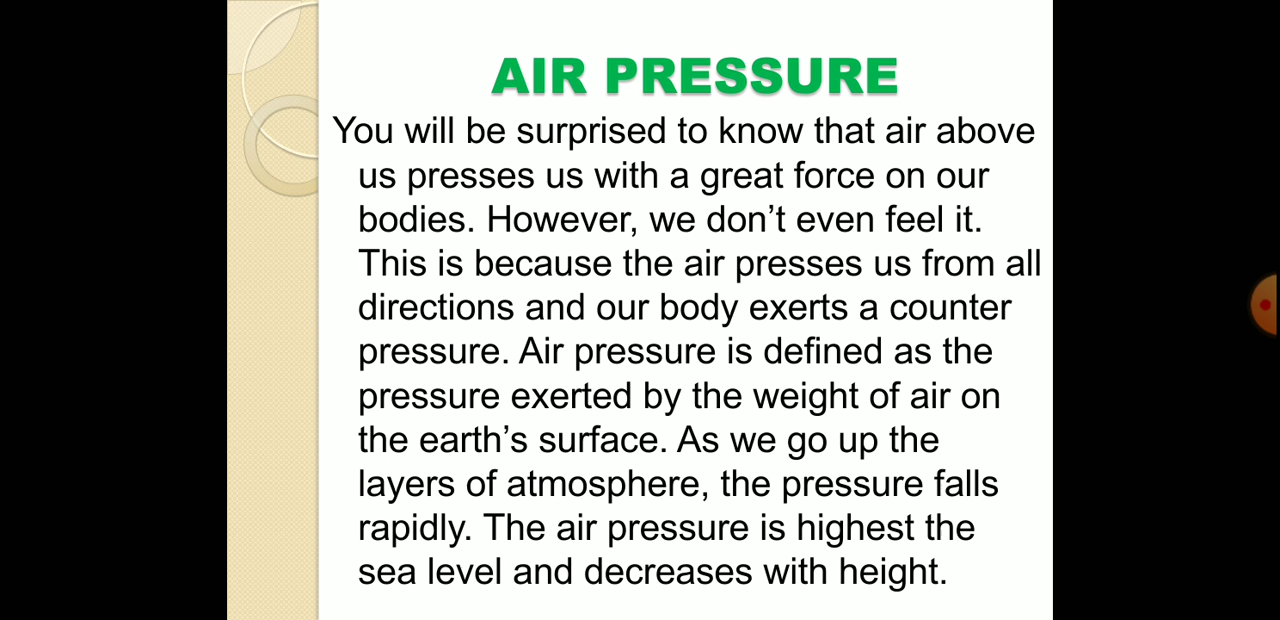 AIR PRESSURE
You will be surprised to know that air above
us presses us with a great force on our
bodies. However, we don’t even feel it.
This is because the air presses us from all
directions and our body exerts a counter
pressure. Air pressure is defined as the
pressure exerted by the weight of air on
the earth’s surface. As we go up the
layers of atmosphere, the pressure falls
rapidly. The air pressure is highest the
sea level and decreases with height.